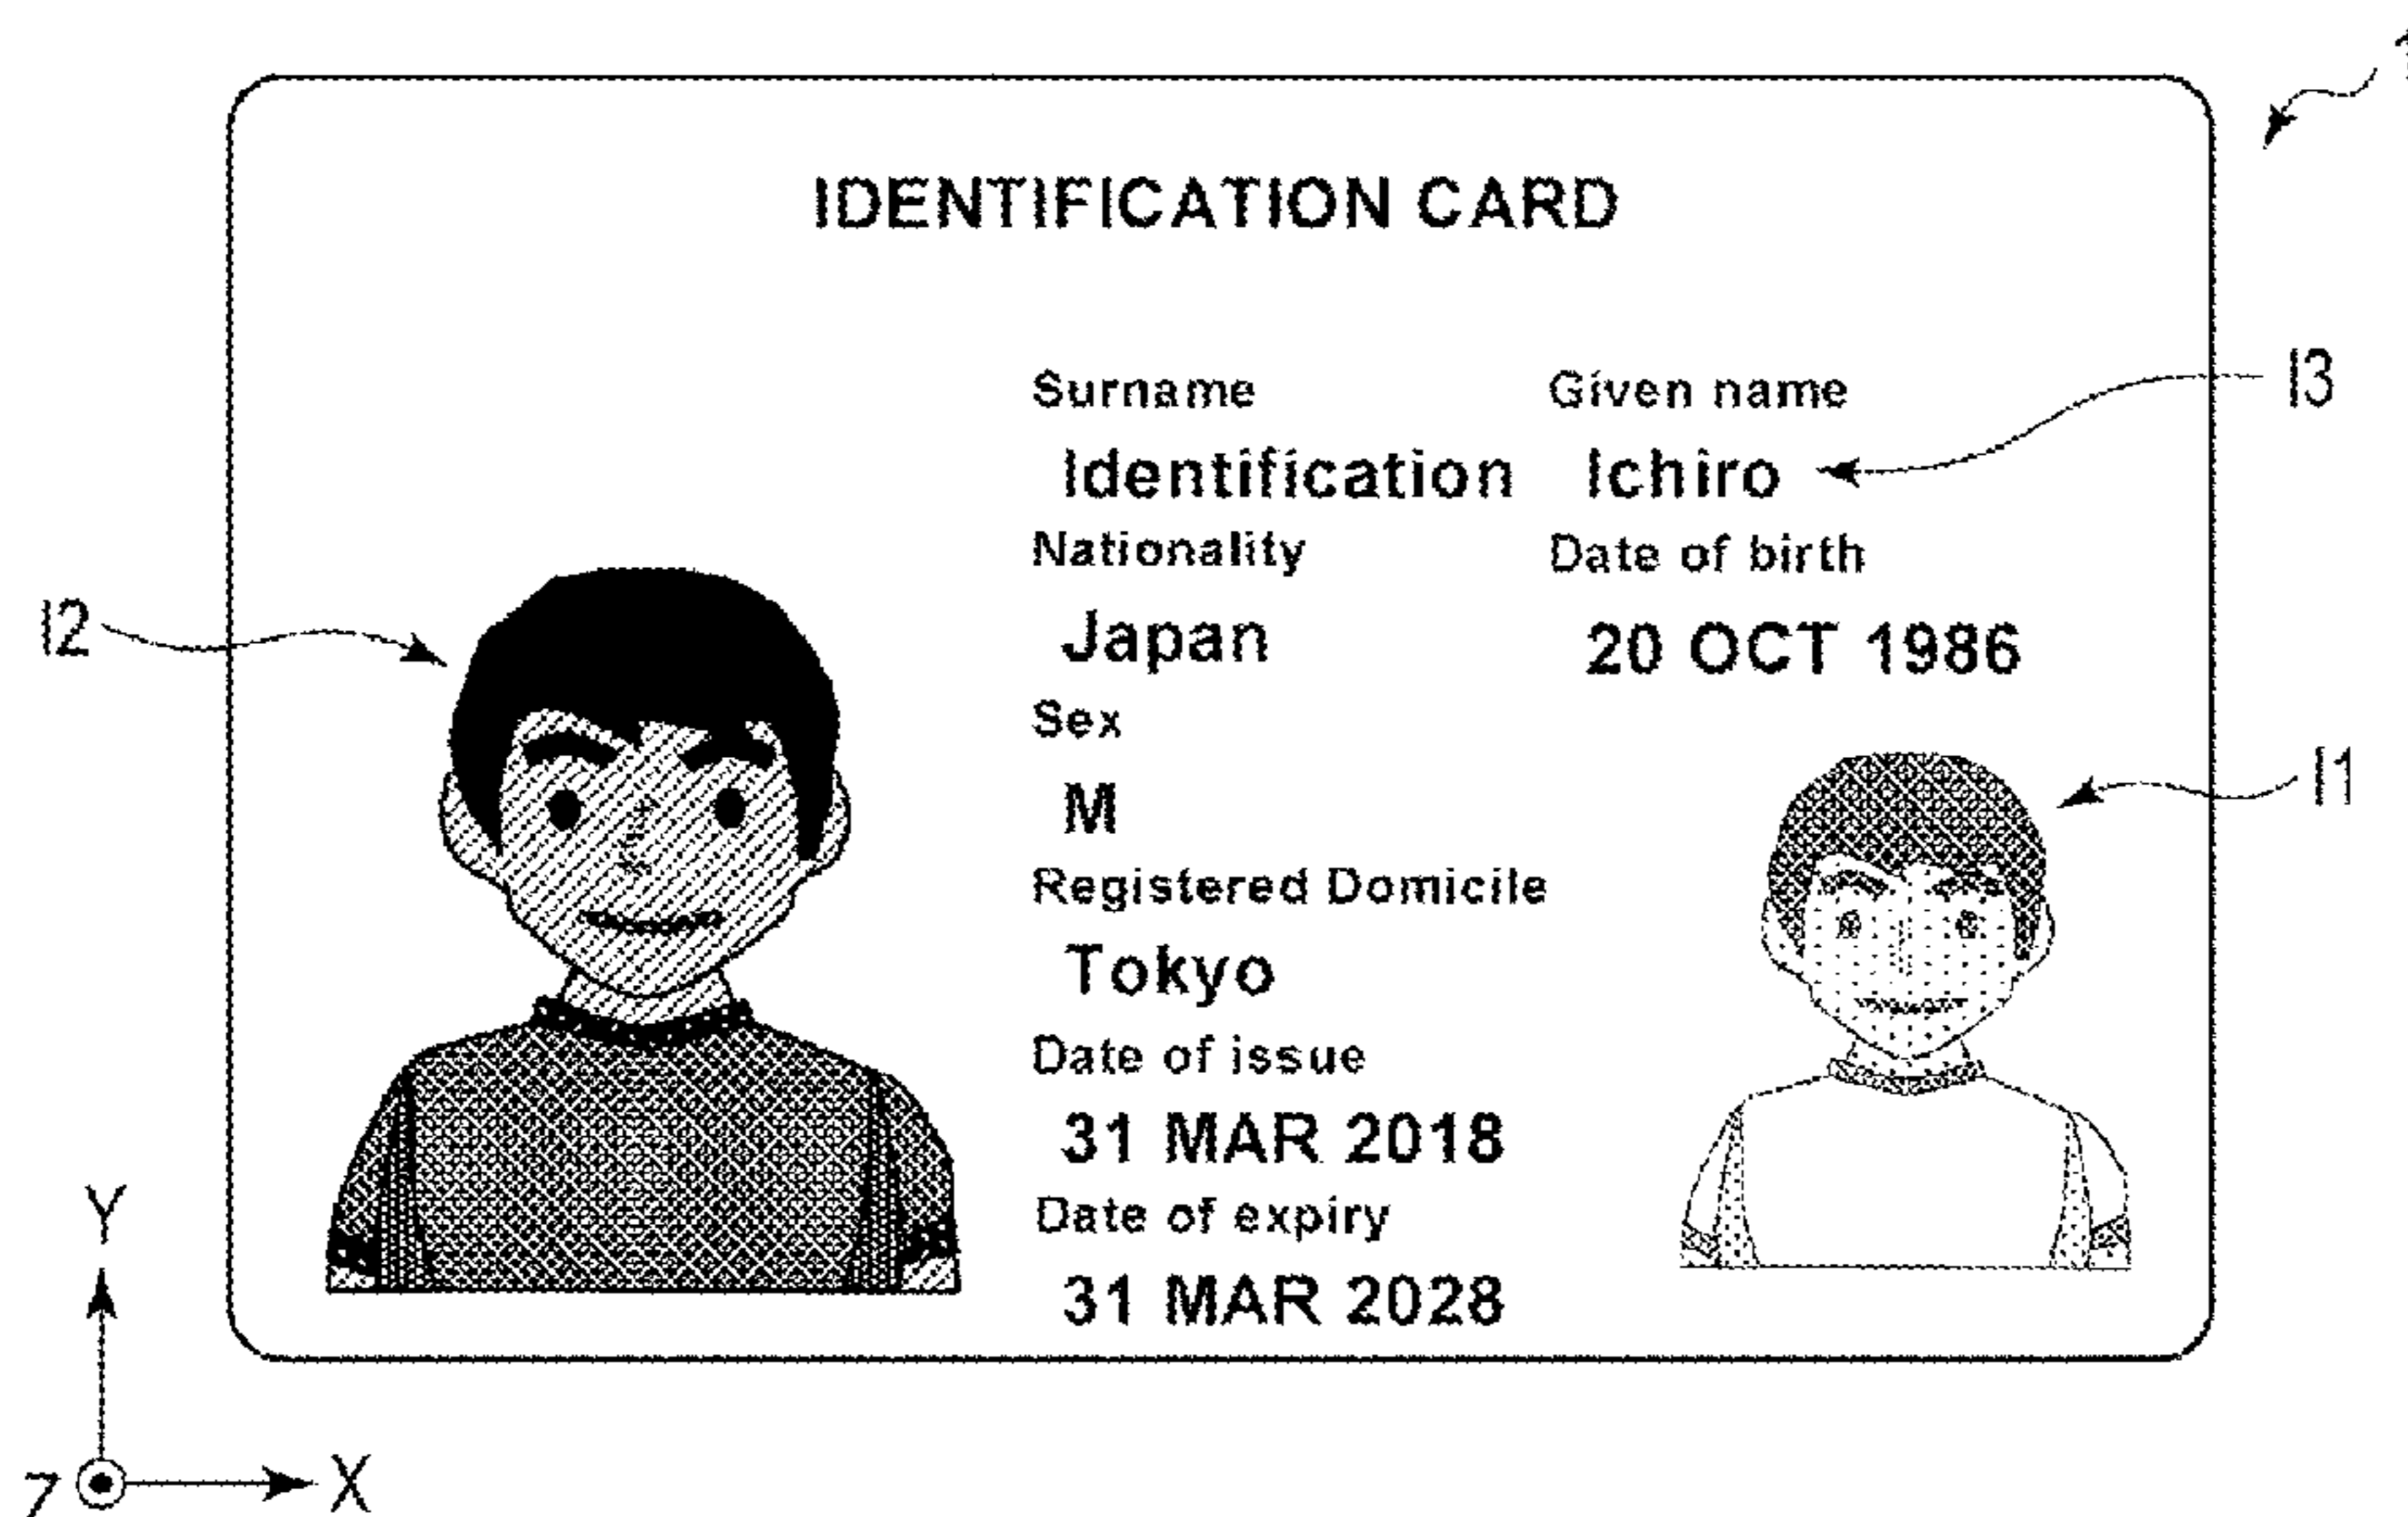 1
IDENTIFICATION CARD
Surname Given name
I3
Identification Ichiro
Nationality Date of birth
I2
Japan 20 OCT 1986
Sex
M
I1
Registered Domicile
Tokyo
Date of issue
31 MAR 2018
Date of expiry
31 MAR 2028
Y
Z X